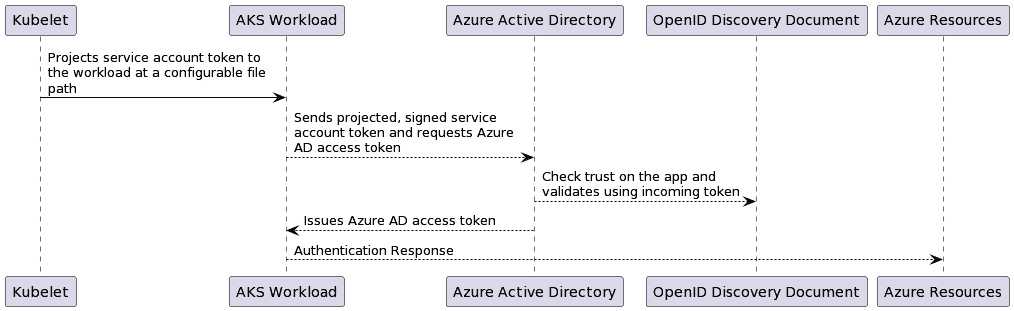 Kubelet
AKS Workload
Azure Active Directory
OpenID Discovery Document
Azure Resources
Projects service account token to
the workload at a configurable file
path
Sends projected, signed service
account token and requests Azure
AD access token
Check trust on the app and
validates using incoming token
Issues Azure AD access token
Authentication Response
Kubelet
AKS Workload
Azure Active Directory
OpenID Discovery Document
Azure Resources